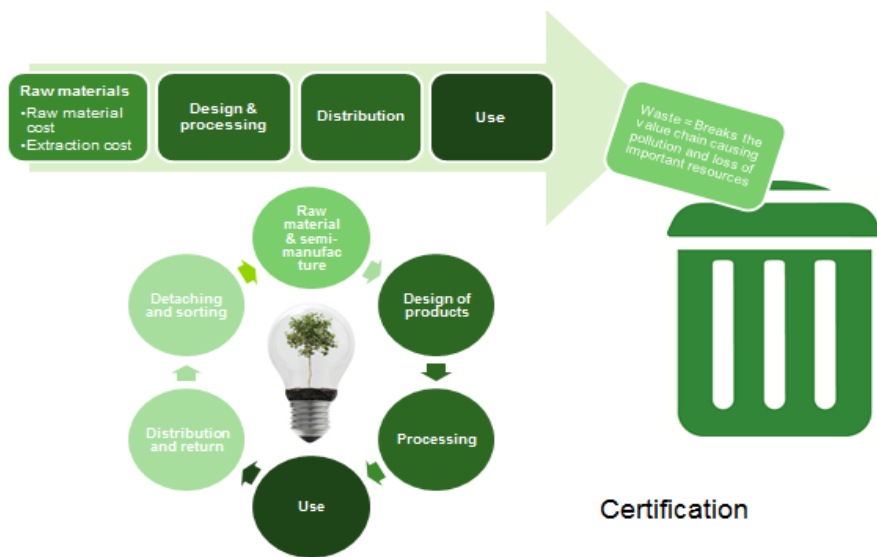 Raw materials
•Raw material
cost
•Extraction cost
Design &
processing
Distribution
Use
Waste = Breaks the
value chain causing
pollution and loss of
important resources
Raw
material
& semi-
manufac
ture
Design of
products
Processing
Use
Distribution
and return
Detaching
and sorting
Certification